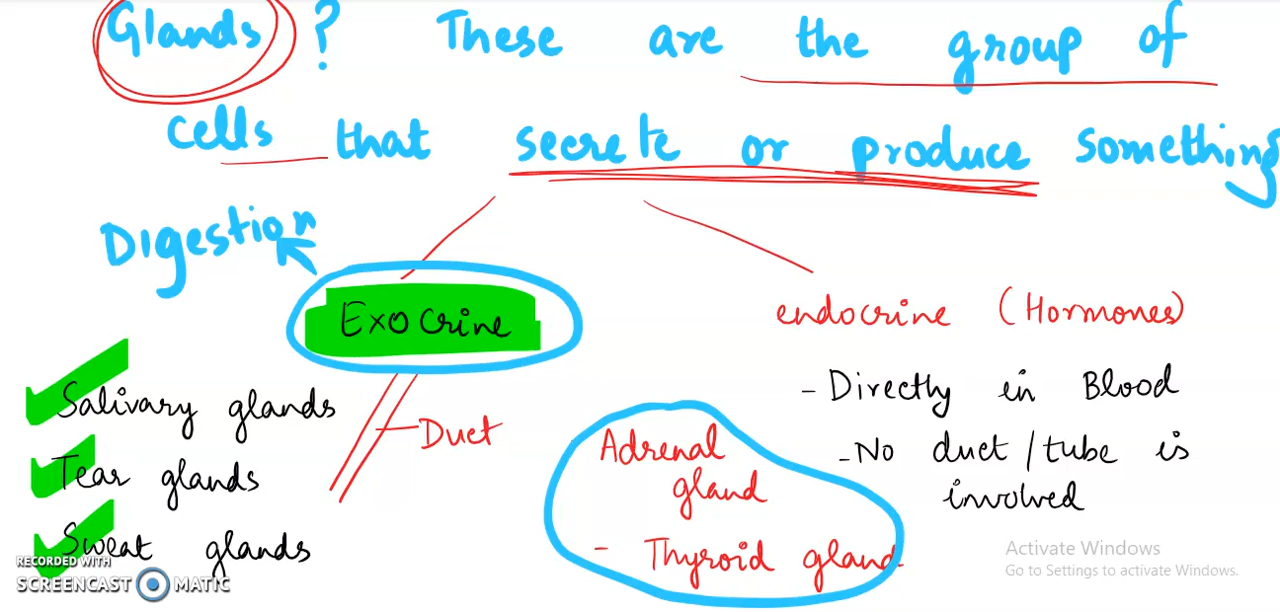 Glands ? These are the group of
cells that secrete or produce something
Digestion
Exocrine
endocrine (Hormones)
Salivary glands
Tear glands
Sweat glands
Duct
Adrenal
gland
- Thyroid gland
- Directly in Blood
- No duct/tube is
involved
RECORDED WITH
SCREENCAST MATIC
Activate Windows
Go to Settings to activate Windows.